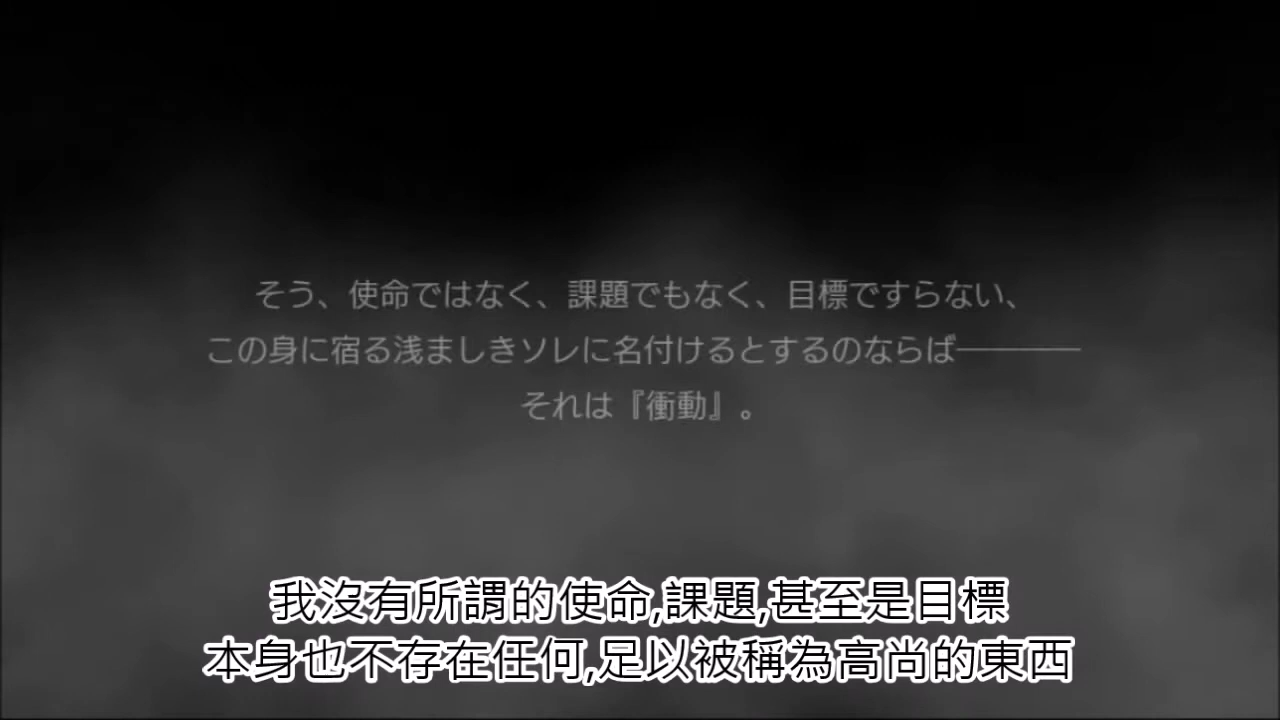 そう、使命ではなく、課題でもなく、目標ですらない、
この身に宿る浅ましきソレに名付けるとするのならば────
それは『衝動』。
我沒有所謂的使命,課題,甚至是目標
本身也不存在任何,足以被稱為高尚的東西